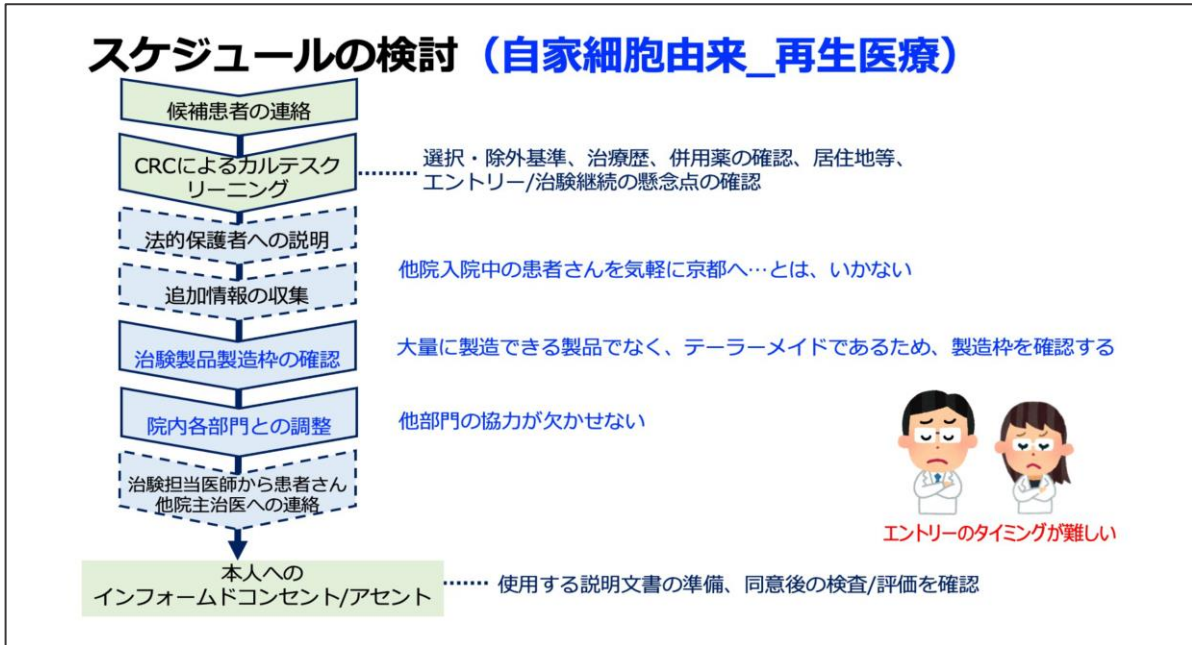 スケジュールの検討（自家細胞由来_再生医療）
候補患者の連絡
CRCによるカルテスク
リーニング
選択・除外基準、治療歴、併用薬の確認、居住地等、
エントリー/治験継続の懸念点の確認
法的保護者への説明
他院入院中の患者さんを気軽に京都へ…とは、いかない
追加情報の収集
治験製品製造枠の確認
大量に製造できる製品でなく、テーラーメイドであるため、製造枠を確認する
院内各部門との調整
他部門の協力が欠かせない
治験担当医師から患者さん
他院主治医への連絡
エントリーのタイミングが難しい
本人への
インフォームドコンセント/アセント
使用する説明文書の準備、同意後の検査/評価を確認